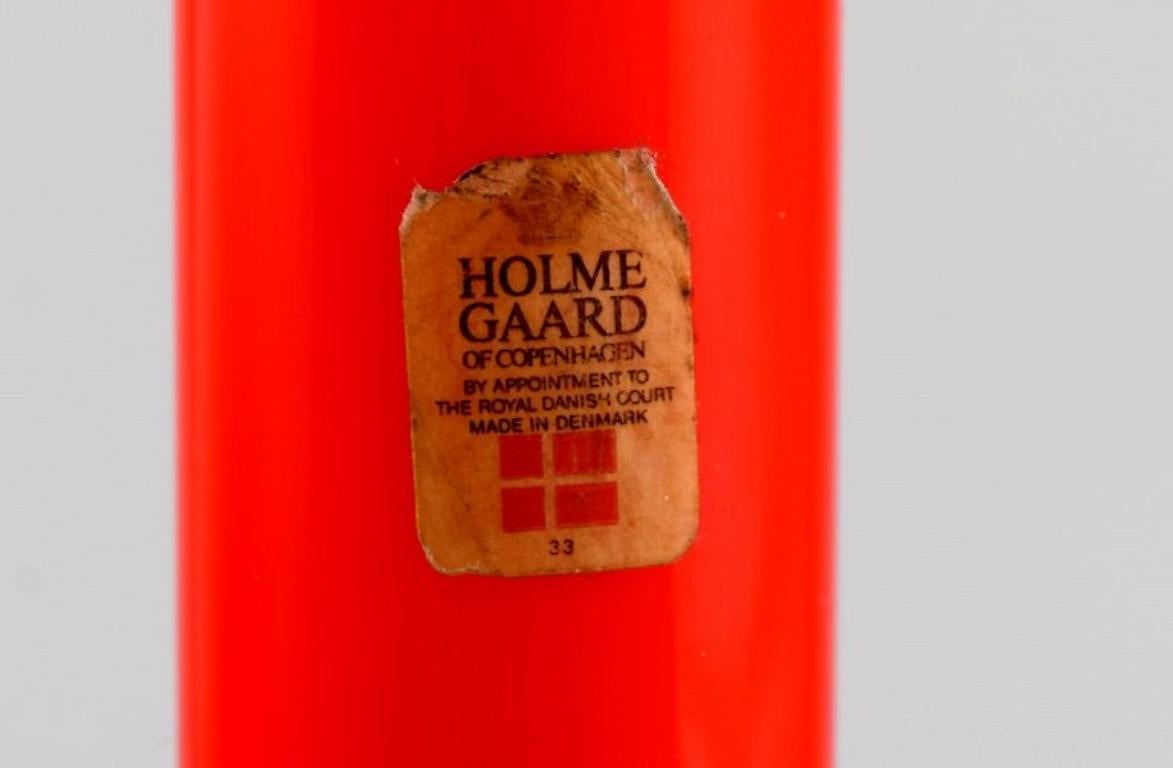 HOLME
GAARD
OF COPENHAGEN
BY APPOINTMENT TO
THE ROYAL DANISH COURT
MADE IN DENMARK
33